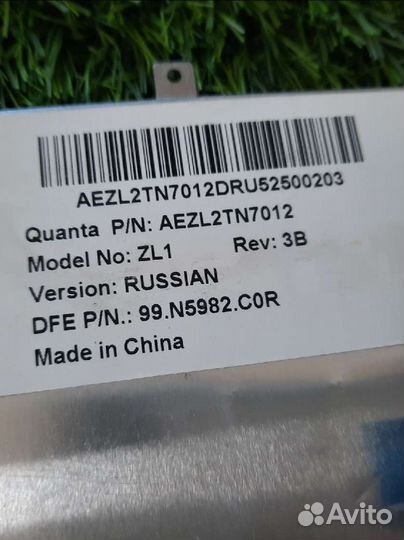 AEZL2TN7012DRU52500203
Quanta P/N: AEZL2TN7012
Model No: ZL1 Rev: 3B
Version: RUSSIAN
DFE P/N.: 99.N5982.C0R
Made in China
Avito